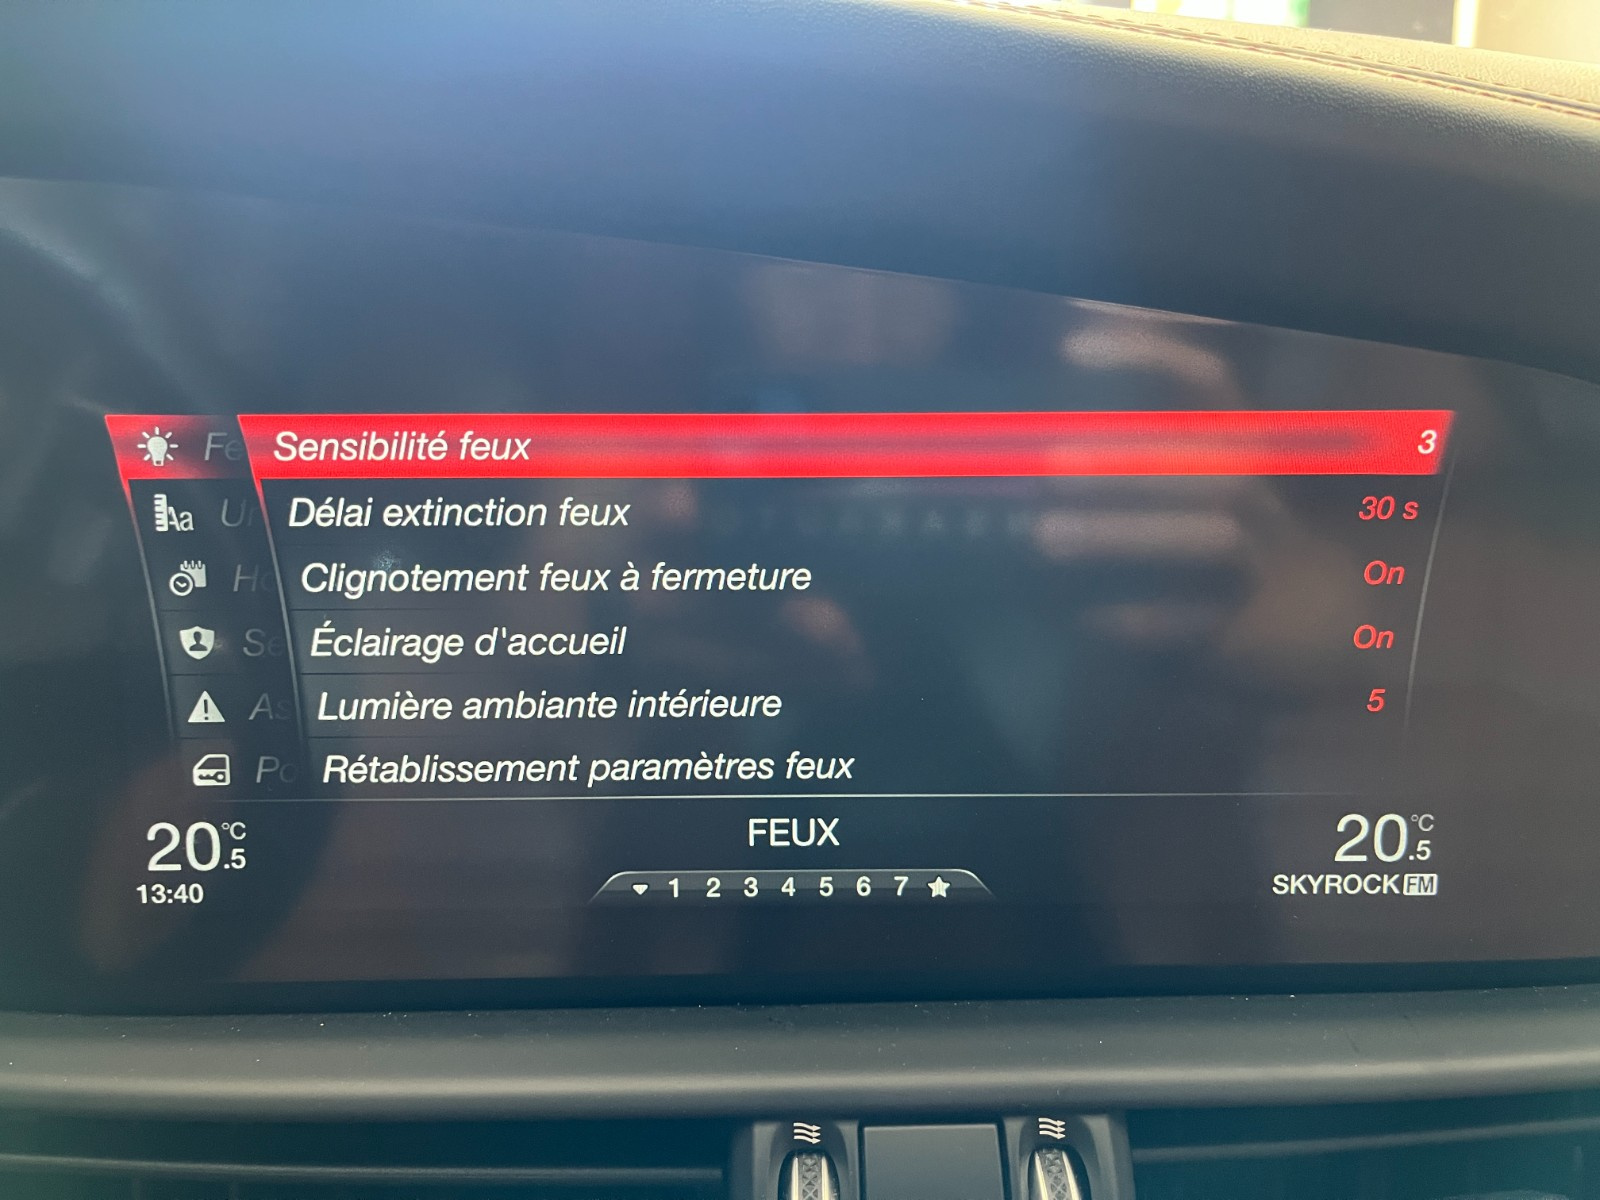 Sensibilité feux 3
Délai extinction feux 30 s
Clignotement feux à fermeture On
Éclairage d'accueil On
Lumière ambiante intérieure 5
Rétablissement paramètres feux
Aa
20.5 °C
FEUX
20.5 °C
13:40
1 2 3 4 5 6 7
SKYROCK FM